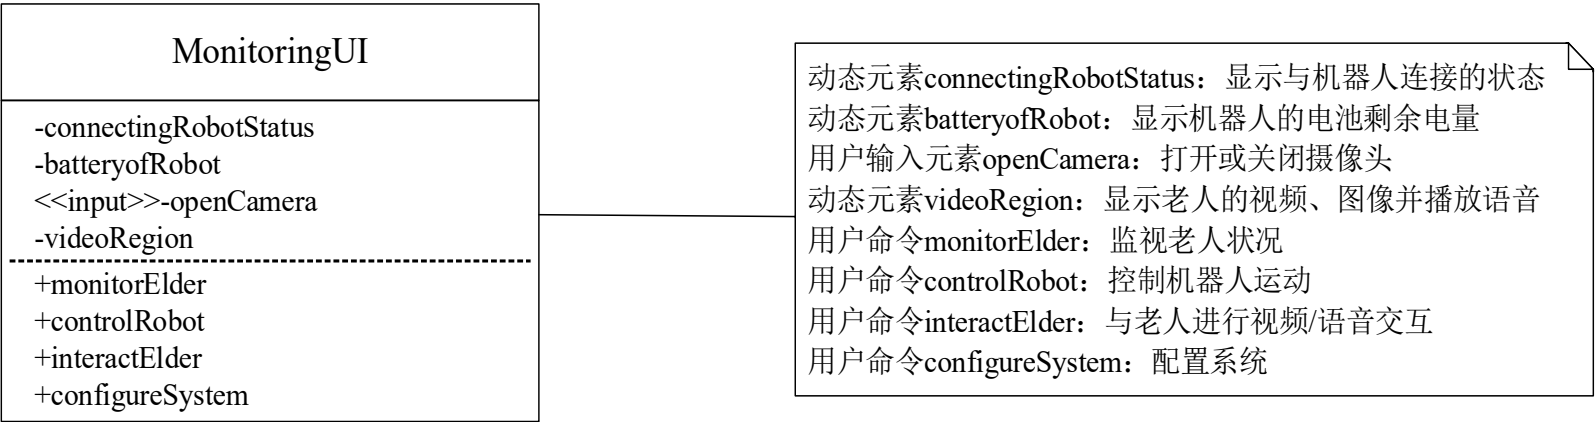 MonitoringUI
-connectingRobotStatus
-batteryofRobot
<<input>>-openCamera
-videoRegion
+monitorElder
+controlRobot
+interactElder
+configureSystem
动态元素connectingRobotStatus：显示与机器人连接的状态
动态元素batteryofRobot：显示机器人的电池剩余电量
用户输入元素openCamera：打开或关闭摄像头
动态元素videoRegion：显示老人的视频、图像并播放语音
用户命令monitorElder：监视老人状况
用户命令controlRobot：控制机器人运动
用户命令interactElder：与老人进行视频/语音交互
用户命令configureSystem：配置系统